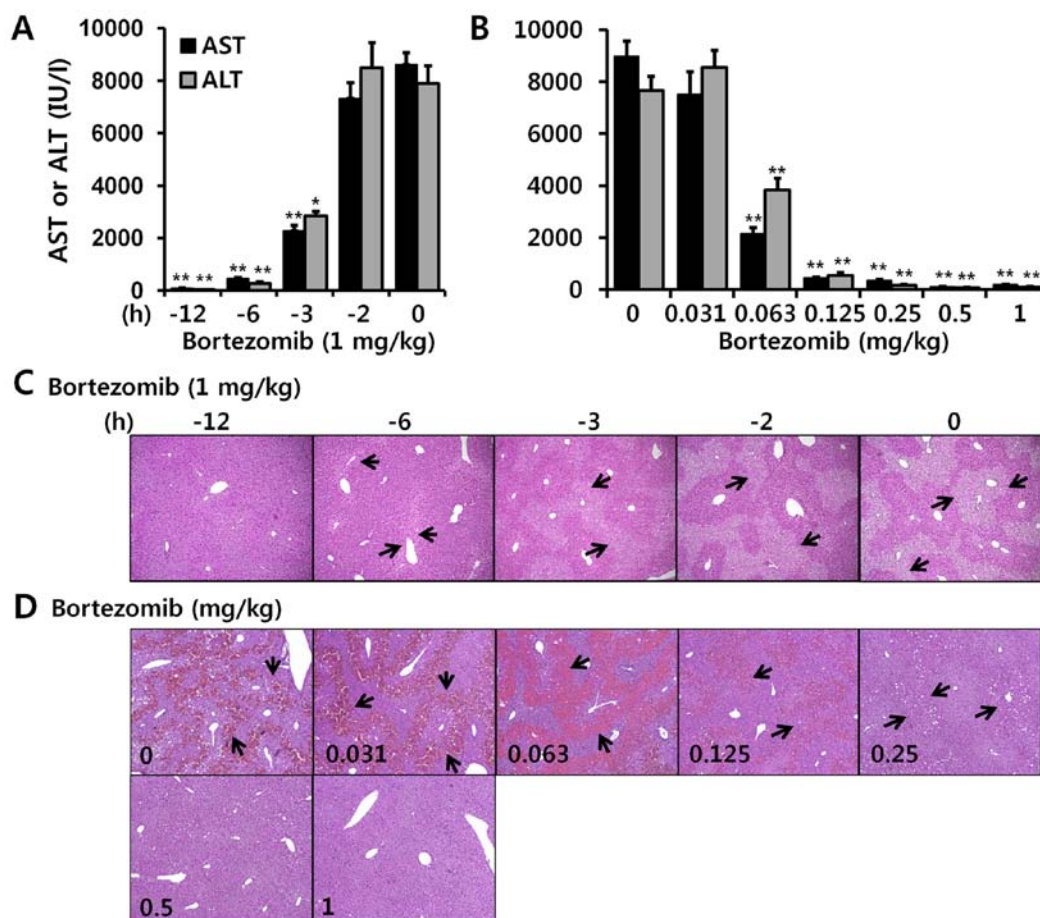 A
B
AST or ALT (IU/l)
10000
8000
6000
4000
2000
0
AST
ALT
** **
** **
** *
(h) -12 -6 -3 -2 0
Bortezomib (1 mg/kg)
10000
8000
6000
4000
2000
0
** **
** **
** **
** **
** **
0 0.031 0.063 0.125 0.25 0.5 1
Bortezomib (mg/kg)
C Bortezomib (1 mg/kg)
(h) -12 -6 -3 -2 0
D Bortezomib (mg/kg)
0 0.031 0.063 0.125 0.25
0.5 1